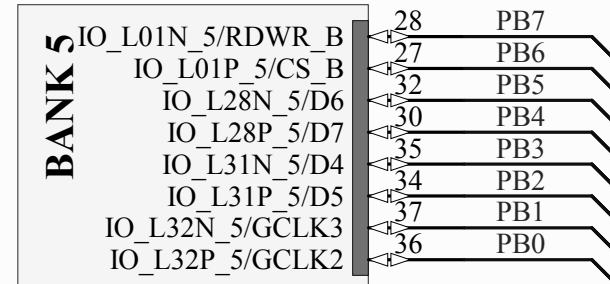 BANK 5
IO_L01N_5/RDWR_B 28 PB7
IO_L01P_5/CS_B 27 PB6
IO_L28N_5/D6 32 PB5
IO_L28P_5/D7 30 PB4
IO_L31N_5/D4 35 PB3
IO_L31P_5/D5 34 PB2
IO_L32N_5/GCLK3 37 PB1
IO_L32P_5/GCLK2 36 PB0